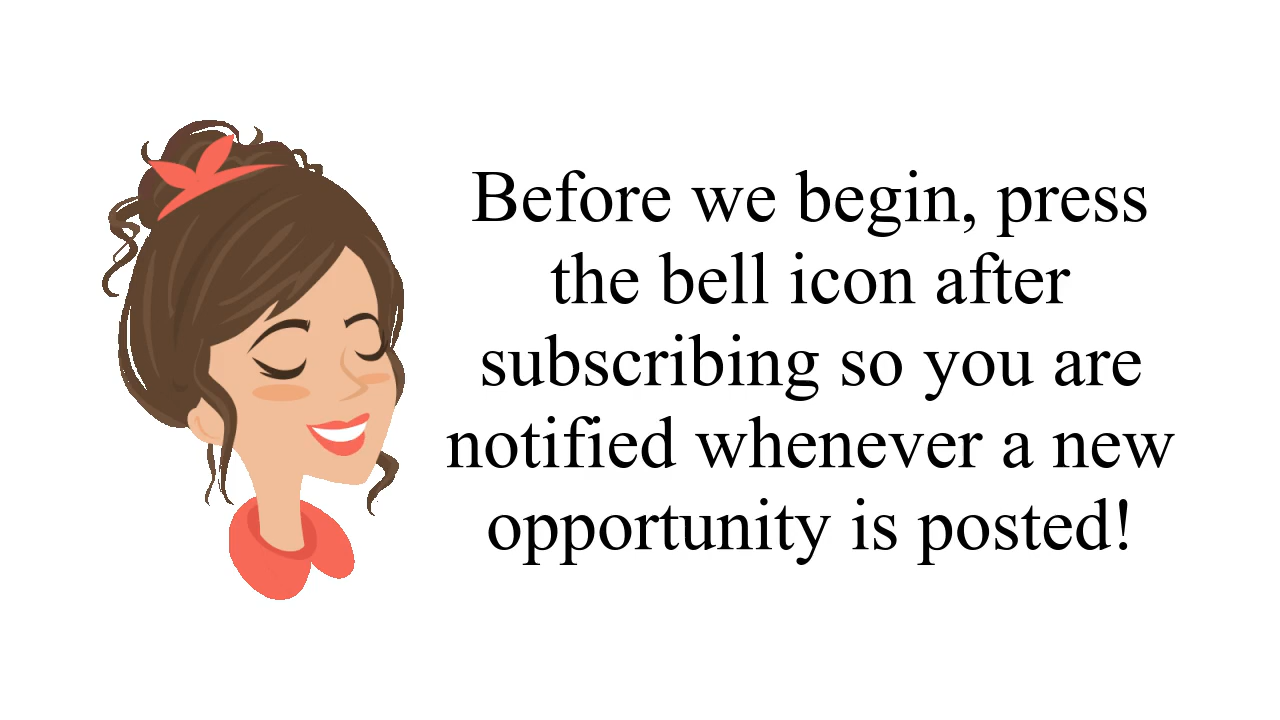 Before we begin, press
the bell icon after
subscribing so you are
notified whenever a new
opportunity is posted!